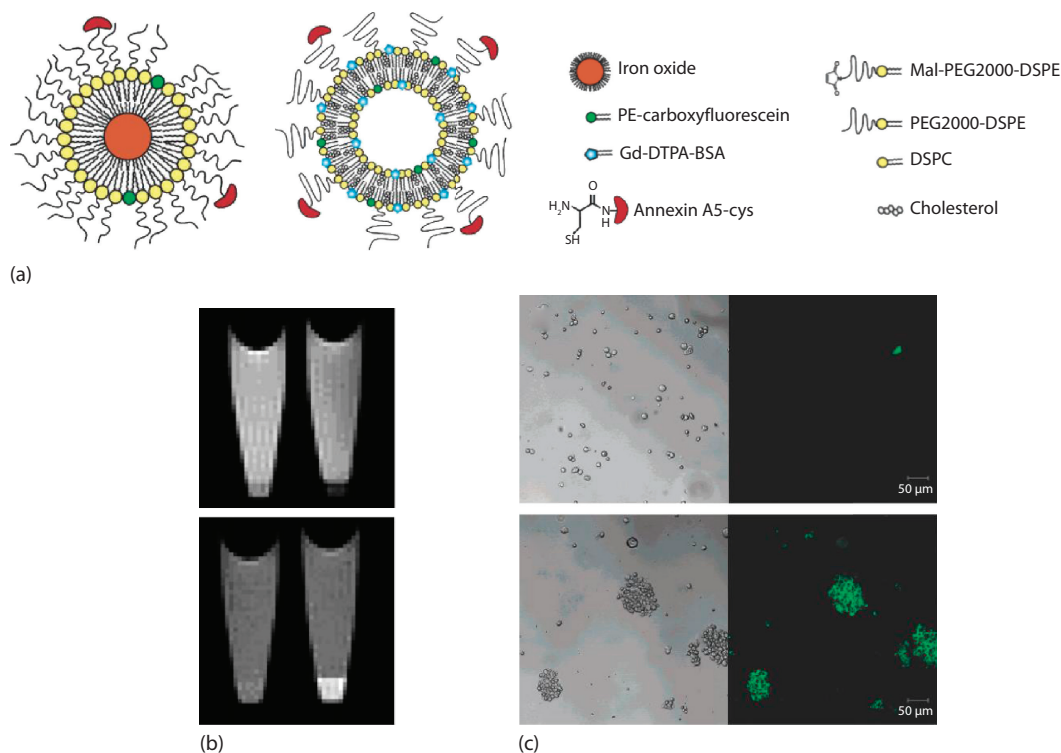 Iron oxide
PE-carboxyfluorescein
Gd-DTPA-BSA
O
H2N
N
H
SH
Annexin A5-cys
Mal-PEG2000-DSPE
PEG2000-DSPE
DSPC
Cholesterol
(a)
50 µm
50 µm
(b)
(c)